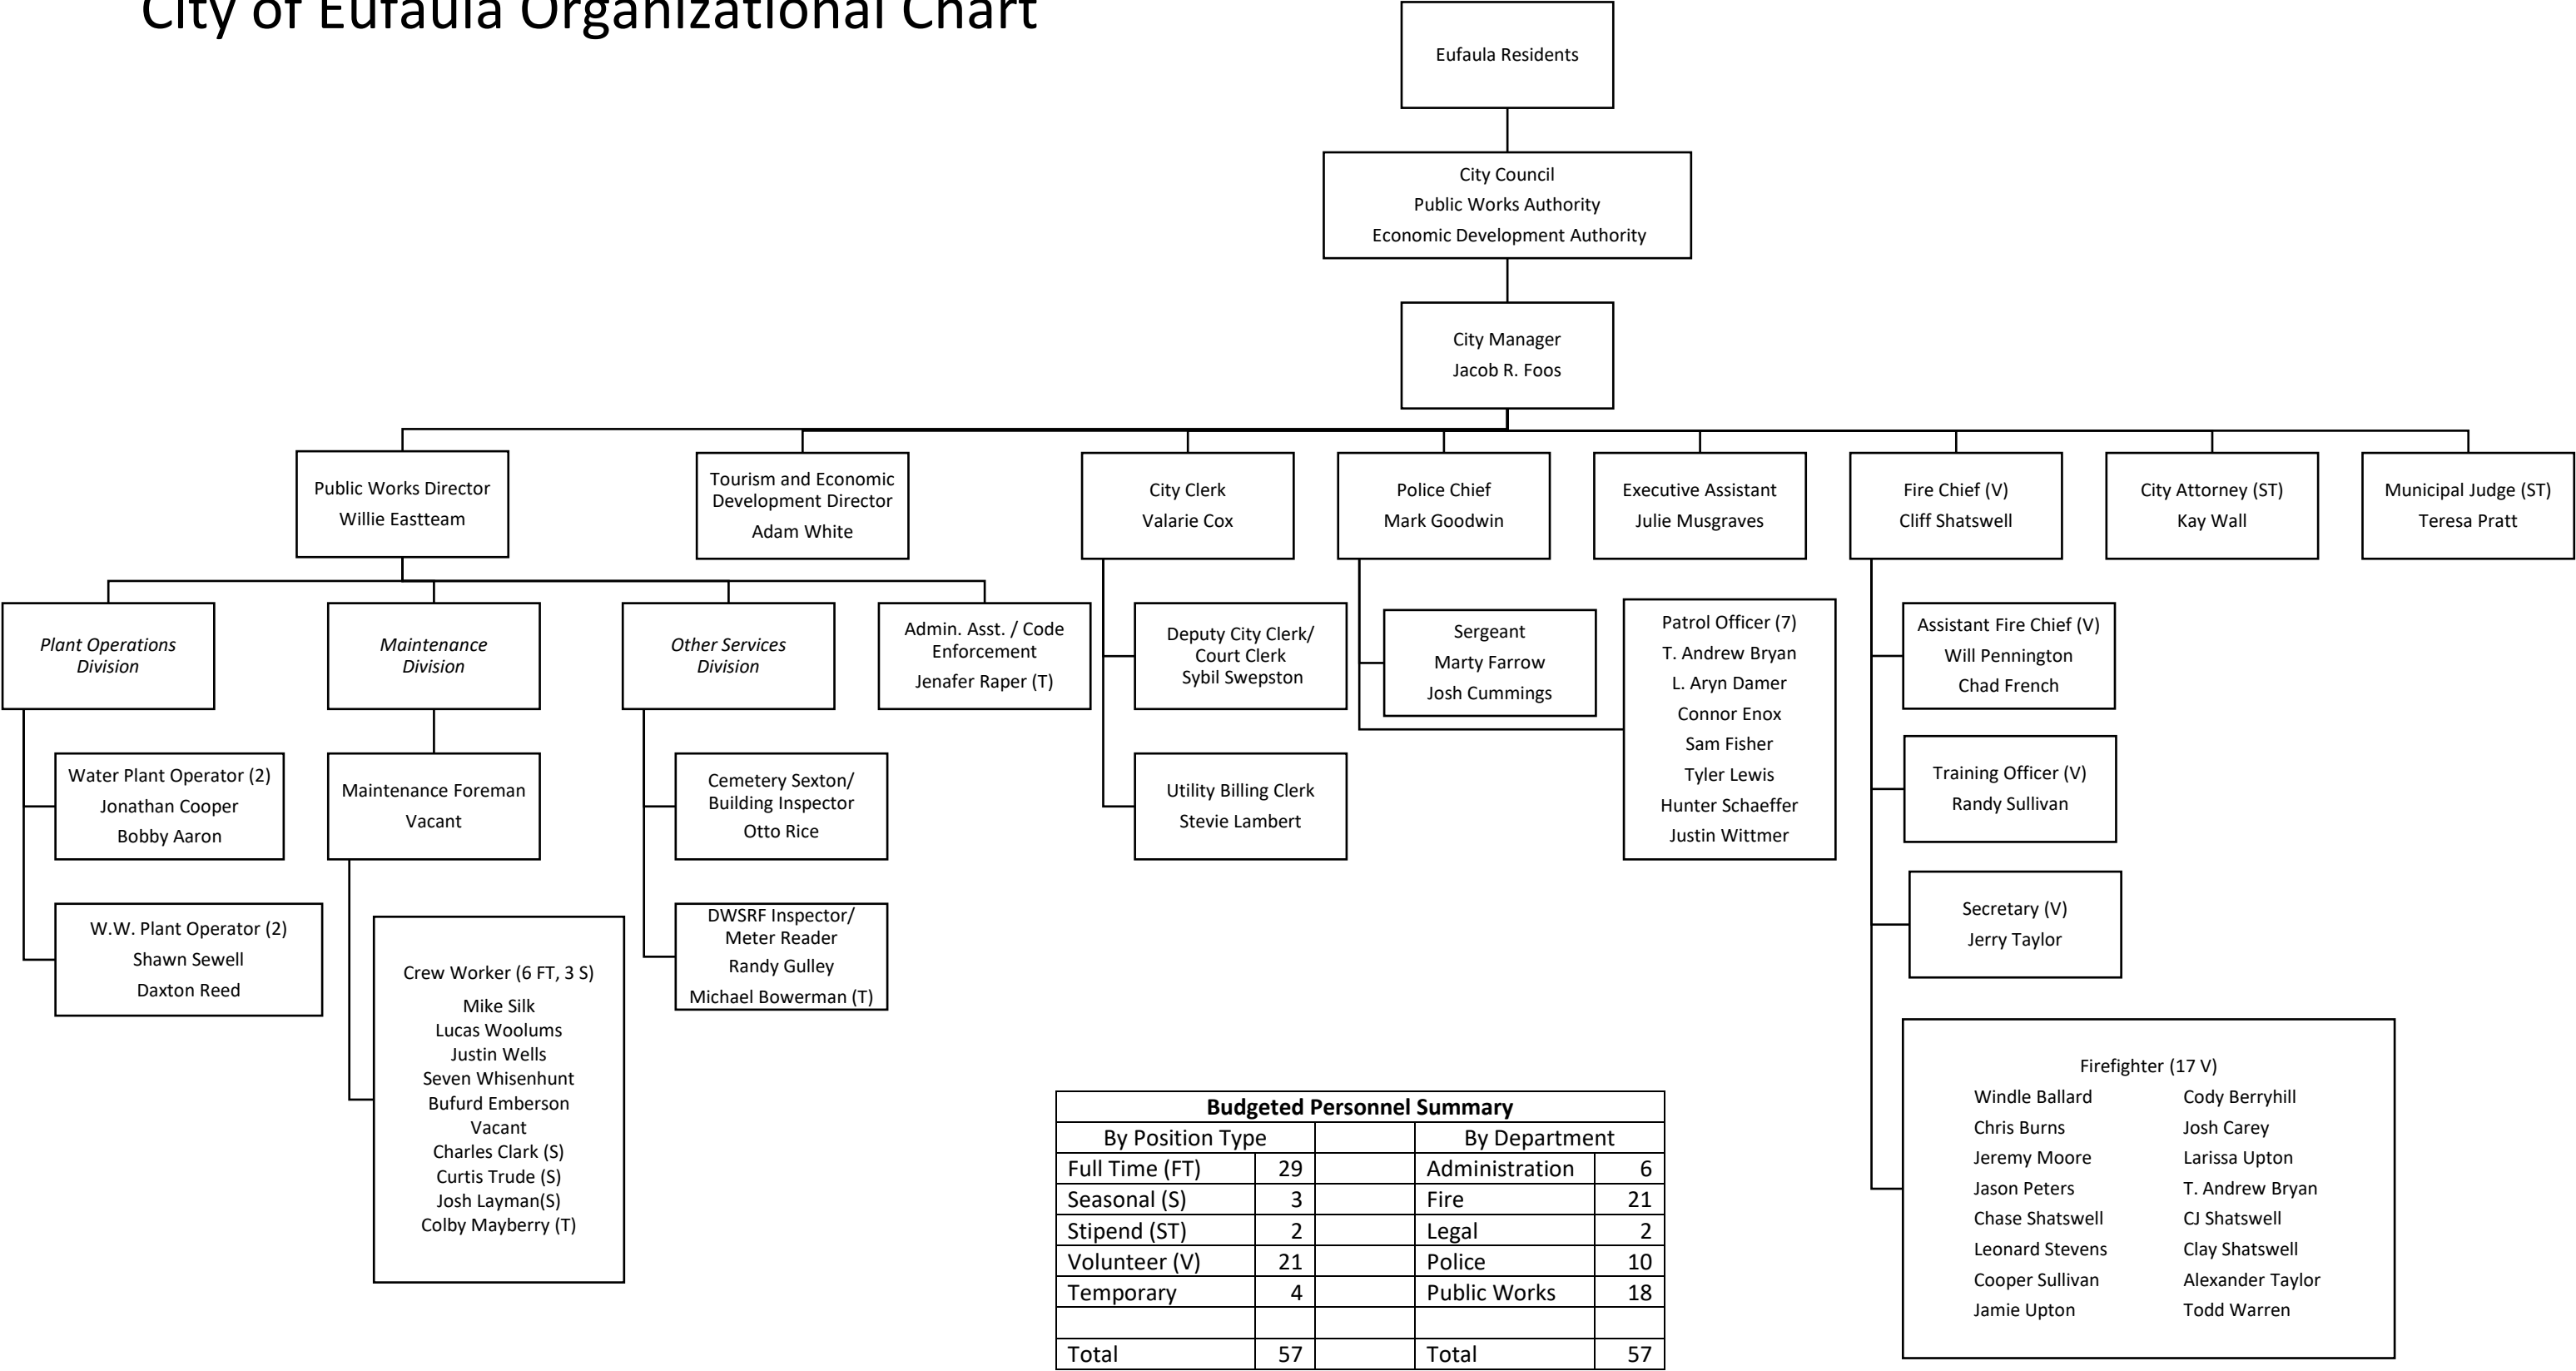 City of Eufaula Organizational Chart
Eufaula Residents
City Council
Public Works Authority
Economic Development Authority
City Manager
Jacob R. Foos
Public Works Director
Willie Eastteam
Tourism and Economic
Development Director
Adam White
City Clerk
Valarie Cox
Police Chief
Mark Goodwin
Executive Assistant
Julie Musgraves
Fire Chief (V)
Cliff Shatswell
City Attorney (ST)
Kay Wall
Municipal Judge (ST)
Teresa Pratt
Plant Operations
Division
Maintenance
Division
Other Services
Division
Admin. Asst. / Code
Enforcement
Jenafer Raper (T)
Deputy City Clerk/
Court Clerk
Sybil Swepston
Sergeant
Marty Farrow
Josh Cummings
Patrol Officer (7)
T. Andrew Bryan
L. Aryn Damer
Connor Enox
Sam Fisher
Tyler Lewis
Hunter Schaeffer
Justin Wittmer
Assistant Fire Chief (V)
Will Pennington
Chad French
Water Plant Operator (2)
Jonathan Cooper
Bobby Aaron
Maintenance Foreman
Vacant
Cemetery Sexton/
Building Inspector
Otto Rice
Utility Billing Clerk
Stevie Lambert
Training Officer (V)
Randy Sullivan
W.W. Plant Operator (2)
Shawn Sewell
Daxton Reed
Crew Worker (6 FT, 3 S)
Mike Silk
Lucas Woolums
Justin Wells
Seven Whisenhunt
Bufurd Emberson
Vacant
Charles Clark (S)
Curtis Trude (S)
Josh Layman(S)
Colby Mayberry (T)
DWSRF Inspector/
Meter Reader
Randy Gulley
Michael Bowerman (T)
Secretary (V)
Jerry Taylor
Firefighter (17 V)
Windle Ballard Cody Berryhill
Chris Burns Josh Carey
Jeremy Moore Larissa Upton
Jason Peters T. Andrew Bryan
Chase Shatswell CJ Shatswell
Leonard Stevens Clay Shatswell
Cooper Sullivan Alexander Taylor
Jamie Upton Todd Warren
Budgeted Personnel Summary
By Position Type By Department
Full Time (FT) 29 Administration 6
Seasonal (S) 3 Fire 21
Stipend (ST) 2 Legal 2
Volunteer (V) 21 Police 10
Temporary 4 Public Works 18
Total 57 Total 57